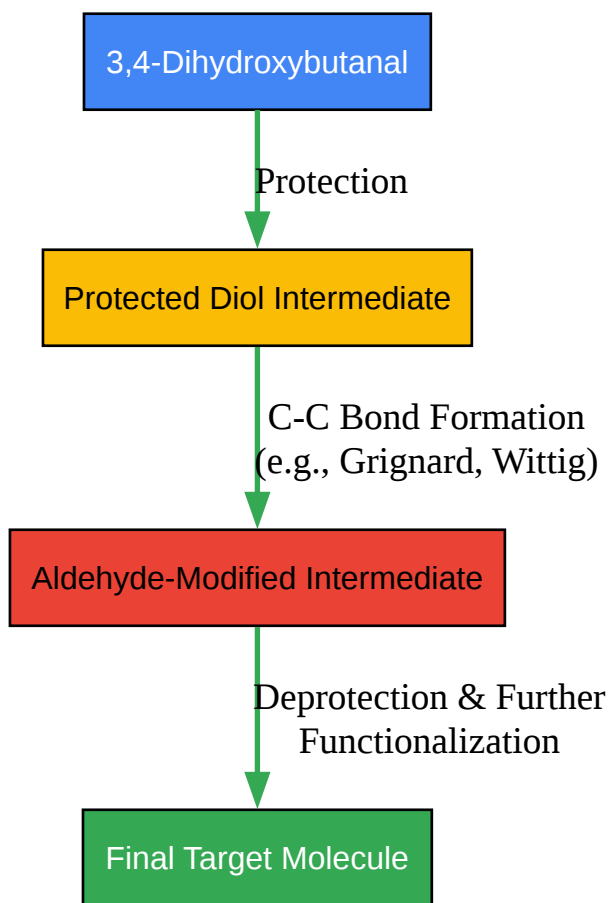 3,4-Dihydroxybutanal
Protection
Protected Diol Intermediate
C-C Bond Formation
(e.g., Grignard, Wittig)
Aldehyde-Modified Intermediate
Deprotection & Further
Functionalization
Final Target Molecule